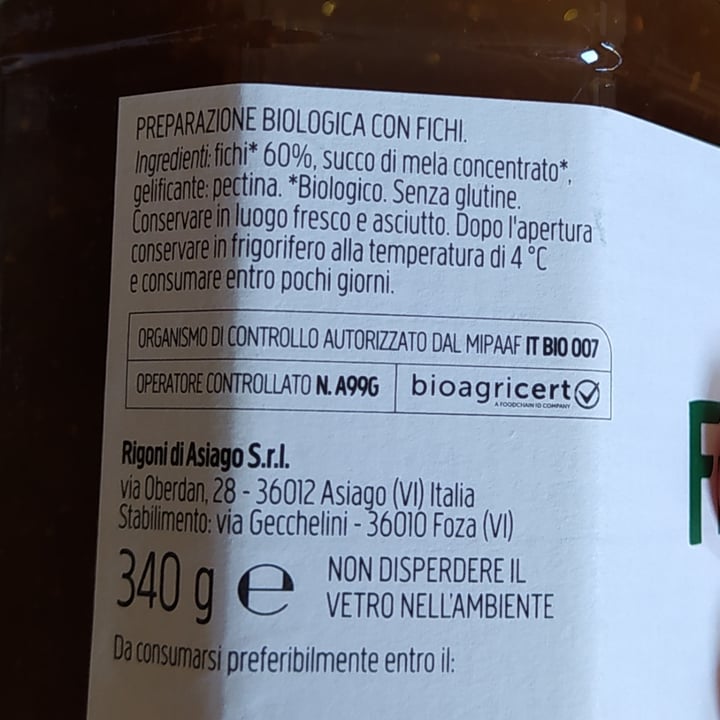 PREPARAZIONE BIOLOGICA CON FICHI.
Ingredienti: fichi* 60%, succo di mela concentrato*,
gelificante: pectina. *Biologico. Senza glutine.
Conservare in luogo fresco e asciutto. Dopo l'apertura
conservare in frigorifero alla temperatura di 4 °C
e consumare entro pochi giorni.
ORGANISMO DI CONTROLLO AUTORIZZATO DAL MIPAAF IT BIO 007
OPERATORE CONTROLLATO N. A99G
bioagricert
A FOODCHAIN ID COMPANY
Rigoni di Asiago S.r.l.
via Oberdan, 28 - 36012 Asiago (VI) Italia
Stabilimento: via Gecchelini - 36010 Foza (VI)
340 g e
NON DISPERDERE IL
VETRO NELL'AMBIENTE
Da consumarsi preferibilmente entro il: